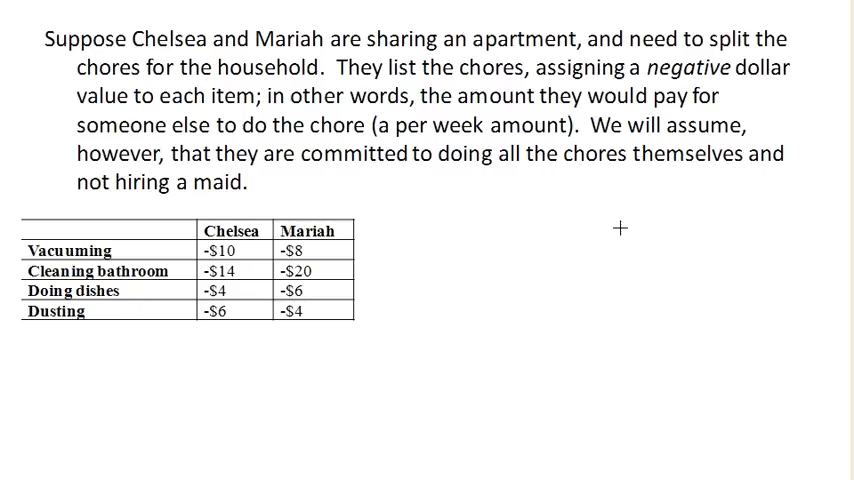 Suppose Chelsea and Mariah are sharing an apartment, and need to split the
chores for the household. They list the chores, assigning a negative dollar
value to each item; in other words, the amount they would pay for
someone else to do the chore (a per week amount). We will assume,
however, that they are committed to doing all the chores themselves and
not hiring a maid.
Chelsea Mariah
Vacuuming -$10 -$8
Cleaning bathroom -$14 -$20
Doing dishes -$4 -$6
Dusting -$6 -$4